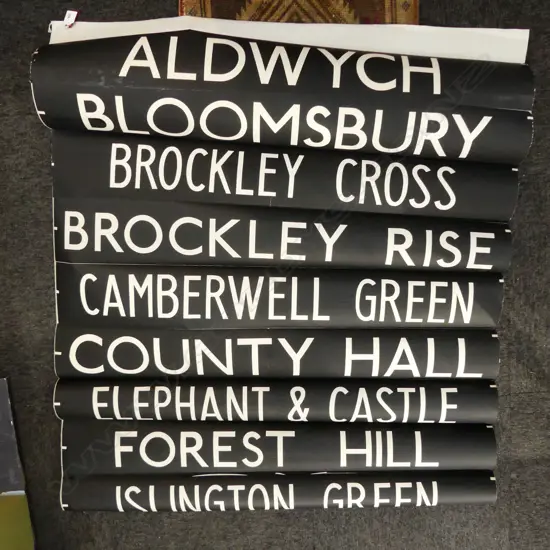 ALDWYCH
BLOOMSBURY
BROCKLEY CROSS
BROCKLEY RISE
CAMBERWELL GREEN
COUNTY HALL
ELEPHANT & CASTLE
FOREST HILL
ISLINGTON GREEN